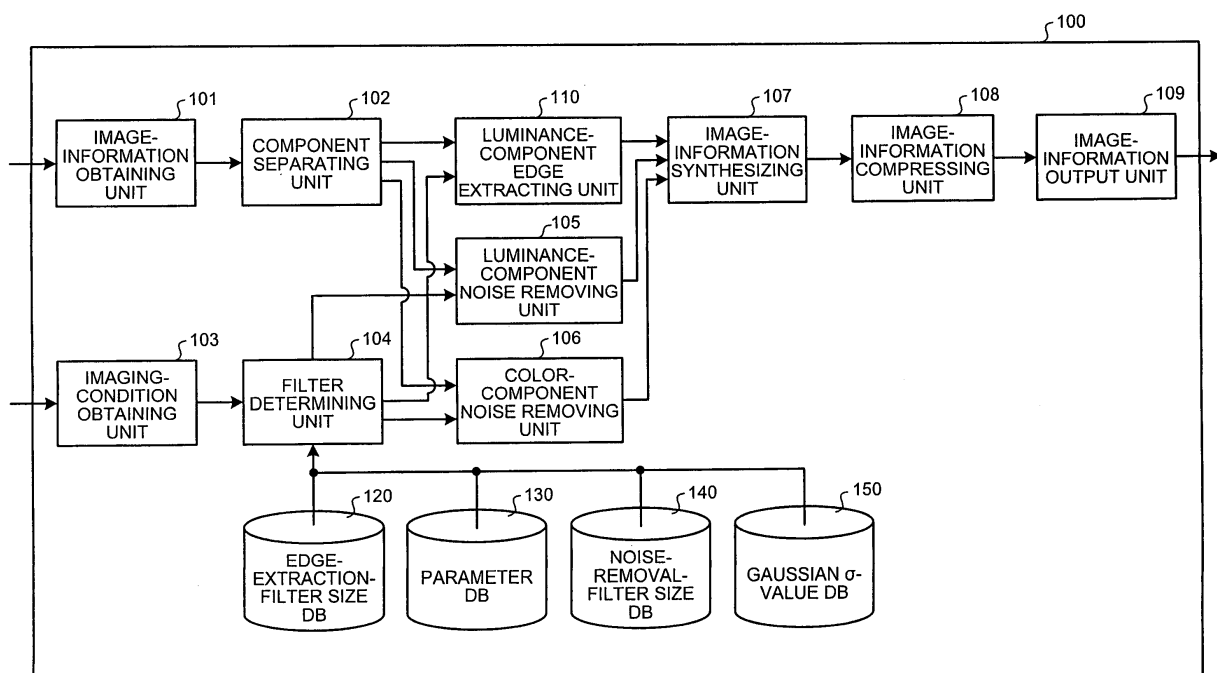 100
101
IMAGE-
INFORMATION
OBTAINING
UNIT
102
COMPONENT
SEPARATING
UNIT
110
LUMINANCE-
COMPONENT
EDGE
EXTRACTING UNIT
107
IMAGE-
INFORMATION
SYNTHESIZING
UNIT
108
IMAGE-
INFORMATION
COMPRESSING
UNIT
109
IMAGE-
INFORMATION
OUTPUT UNIT
105
LUMINANCE-
COMPONENT
NOISE REMOVING
UNIT
103
IMAGING-
CONDITION
OBTAINING
UNIT
104
FILTER
DETERMINING
UNIT
106
COLOR-
COMPONENT
NOISE REMOVING
UNIT
120
EDGE-
EXTRACTION-
FILTER SIZE
DB
130
PARAMETER
DB
140
NOISE-
REMOVAL-
FILTER SIZE
DB
150
GAUSSIAN σ-
VALUE DB